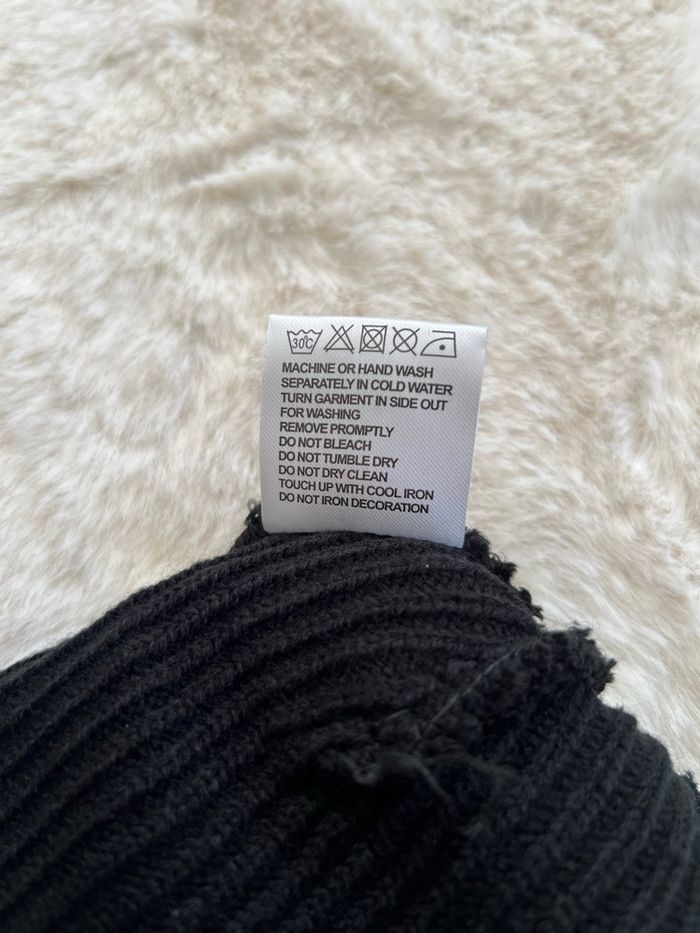 30°C
MACHINE OR HAND WASH
SEPARATELY IN COLD WATER
TURN GARMENT IN SIDE OUT
FOR WASHING
REMOVE PROMPTLY
DO NOT BLEACH
DO NOT TUMBLE DRY
DO NOT DRY CLEAN
TOUCH UP WITH COOL IRON
DO NOT IRON DECORATION